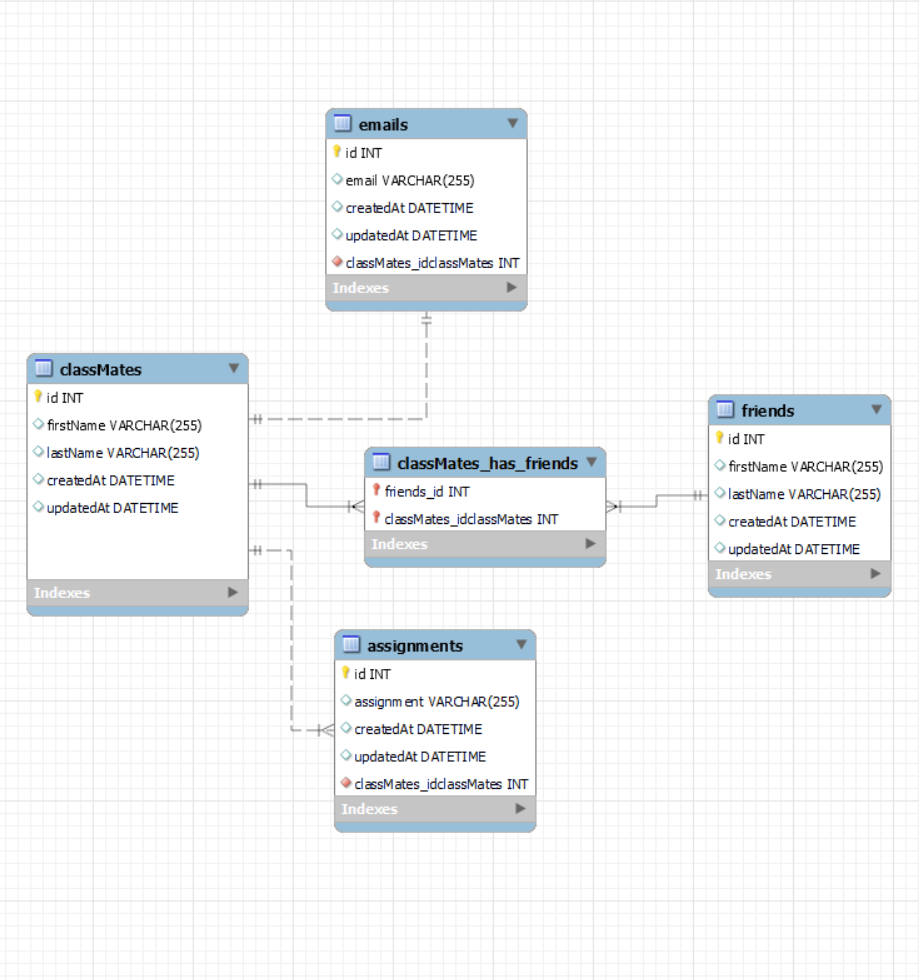 emails
id INT
email VARCHAR(255)
createdAt DATETIME
updatedAt DATETIME
classMates_idclassMates INT
Indexes
classMates
id INT
firstName VARCHAR(255)
lastName VARCHAR(255)
createdAt DATETIME
updatedAt DATETIME
Indexes
classMates_has_friends
friends_id INT
classMates_idclassMates INT
Indexes
friends
id INT
firstName VARCHAR(255)
lastName VARCHAR(255)
createdAt DATETIME
updatedAt DATETIME
Indexes
assignments
id INT
assignment VARCHAR(255)
createdAt DATETIME
updatedAt DATETIME
classMates_idclassMates INT
Indexes